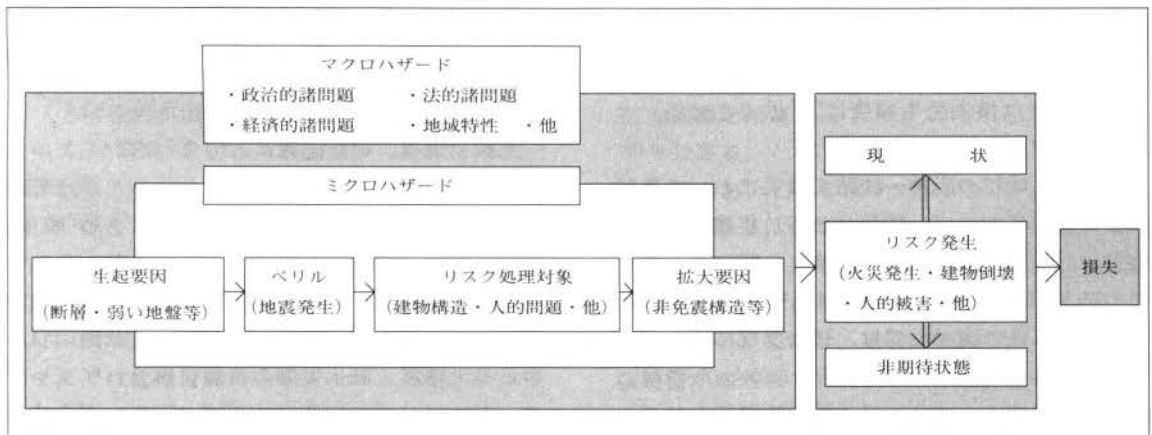 マクロハザード
・政治的諸問題 ・法的諸問題
・経済的諸問題 ・地域特性 ・他
ミクロハザード
生起要因
(断層・弱い地盤等)
ペリル
(地震発生)
リスク処理対象
(建物構造・人的問題・他)
拡大要因
(非免震構造等)
現 状
リスク発生
(火災発生・建物倒壊
・人的被害・他)
非期待状態
損失